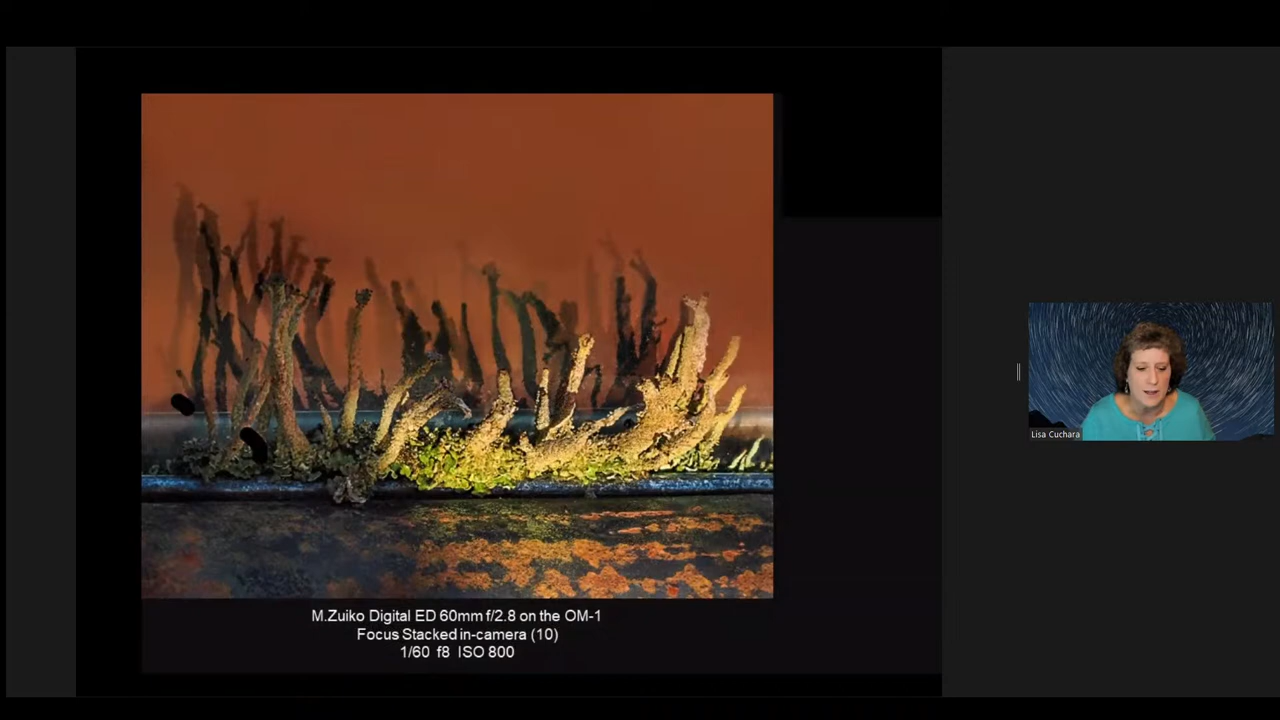 M.Zuiko Digital ED 60mm f/2.8 on the OM-1
Focus Stacked in-camera (10)
1/60 f8 ISO 800
Lisa Cuchara